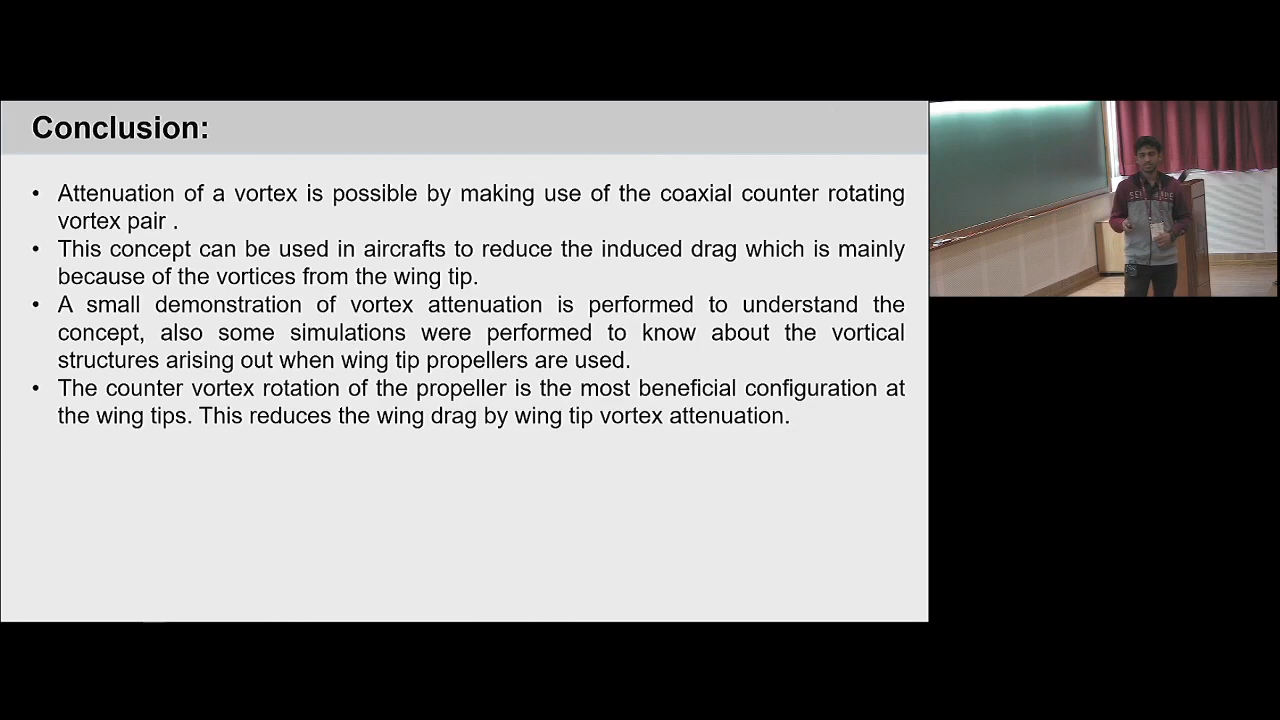 Conclusion:
• Attenuation of a vortex is possible by making use of the coaxial counter rotating
vortex pair .
• This concept can be used in aircrafts to reduce the induced drag which is mainly
because of the vortices from the wing tip.
• A small demonstration of vortex attenuation is performed to understand the
concept, also some simulations were performed to know about the vortical
structures arising out when wing tip propellers are used.
• The counter vortex rotation of the propeller is the most beneficial configuration at
the wing tips. This reduces the wing drag by wing tip vortex attenuation.